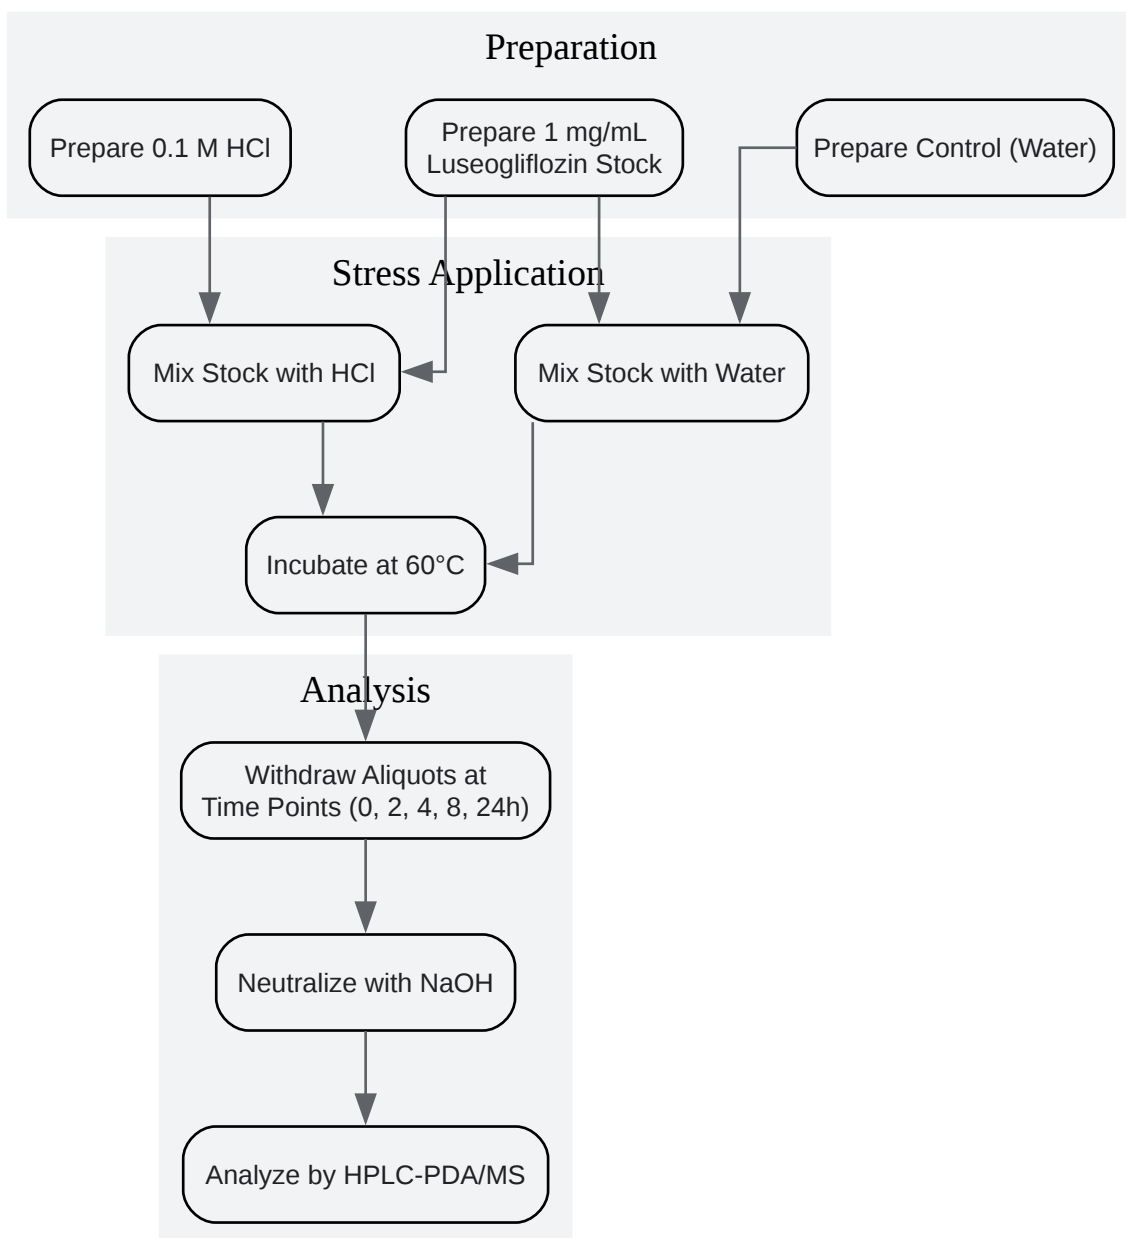 Preparation
Prepare 0.1 M HCl
Prepare 1 mg/mL
Luseogliflozin Stock
Prepare Control (Water)
Stress Application
Mix Stock with HCl
Mix Stock with Water
Incubate at 60°C
Analysis
Withdraw Aliquots at
Time Points (0, 2, 4, 8, 24h)
Neutralize with NaOH
Analyze by HPLC-PDA/MS